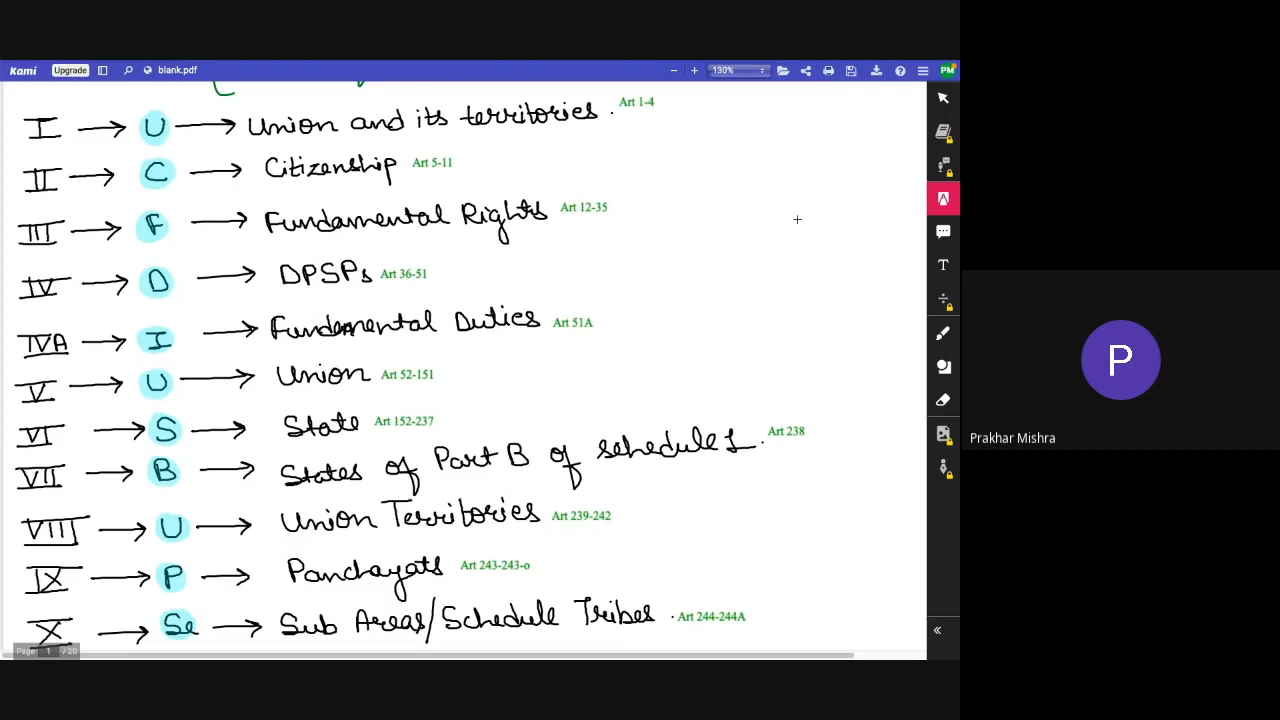 Kami Upgrade blank.pdf 130% PM
I → U → Union and its territories. Art 1-4
II → C → Citizenship Art 5-11
III → F → Fundamental Rights Art 12-35
IV → D → DPSPs Art 36-51
IVA → I → Fundamental Duties Art 51A
V → U → Union Art 52-151
VI → S → State Art 152-237
VII → B → States of Part B of schedule 1. Art 238
VIII → U → Union Territories Art 239-242
IX → P → Panchayats Art 243-243-o
X → Se → Sub Areas/Schedule Tribes. Art 244-244A
Page 1 / 20
P
Prakhar Mishra